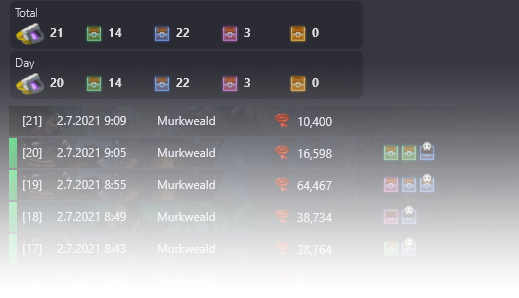 Total
21 14 22 3 0
Day
20 14 22 3 0
[21] 2.7.2021 9:09 Murkweald 10,400
[20] 2.7.2021 9:05 Murkweald 16,598
[19] 2.7.2021 8:55 Murkweald 64,467
[18] 2.7.2021 8:49 Murkweald 38,734
[17] 2.7.2021 8:43 Murkweald 38,764